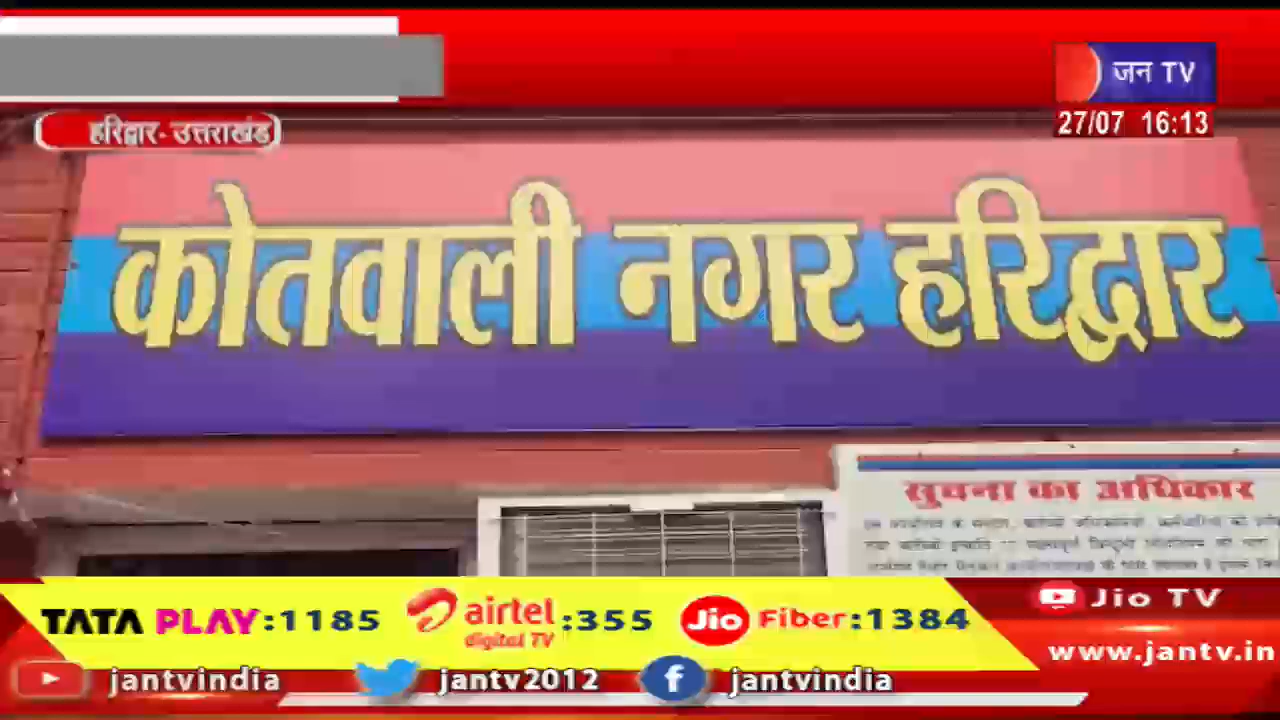 जन TV
हरिद्वार- उत्तराखंड
27/07 16:13
कोतवाली नगर हरिद्वार
सुचना का अधिकार
TATA PLAY:1185 airtel digital TV :355 Jio Fiber:1384
Jio TV
www.jantv.in
jantvindia jantv2012 f jantvindia